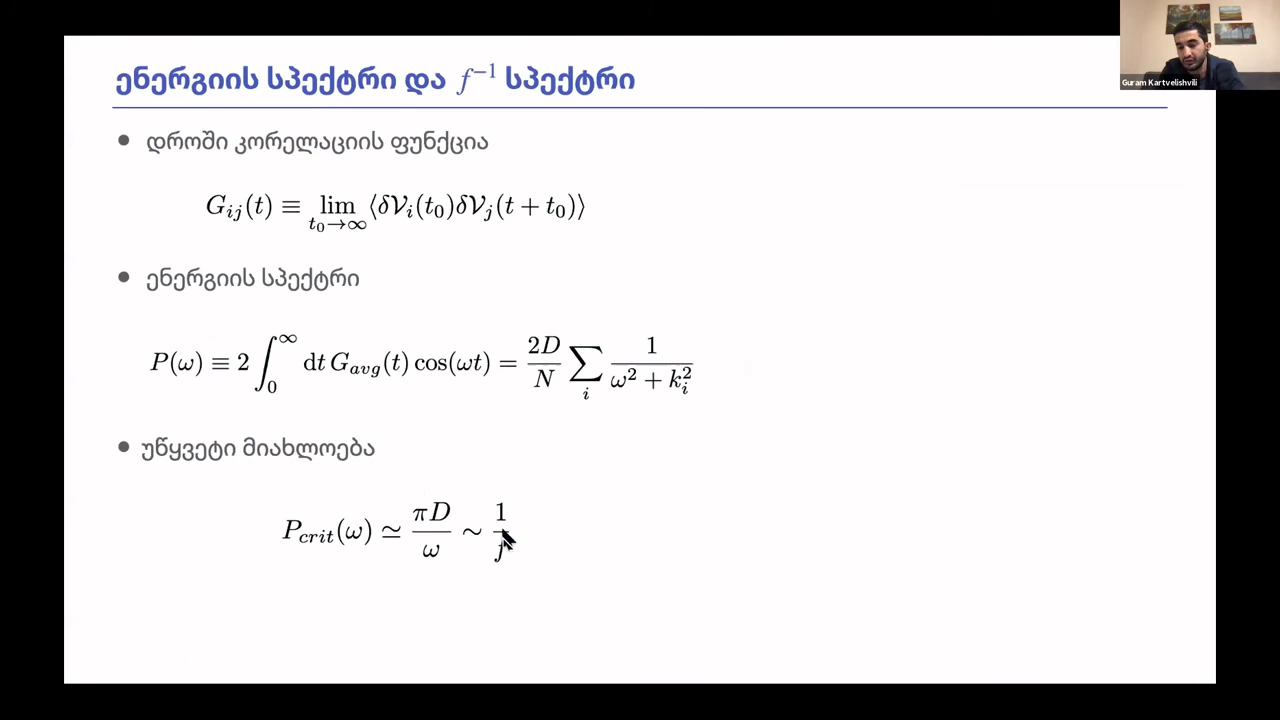 ენერგიის სპექტრი და f⁻¹ სპექტრი
Guram Kartvelishvili
• დროში კორელაციის ფუნქცია
G_{ij}(t) ≡ lim_{t_0→∞} ⟨δ𝒱_i(t_0)δ𝒱_j(t + t_0)⟩
• ენერგიის სპექტრი
P(ω) ≡ 2 ∫_0^∞ dt G_{avg}(t) cos(ωt) = \frac{2D}{N} ∑_i \frac{1}{ω^2 + k_i^2}
• უწყვეტი მიახლოება
P_{crit}(ω) ≃ \frac{πD}{ω} ∼ \frac{1}{f}